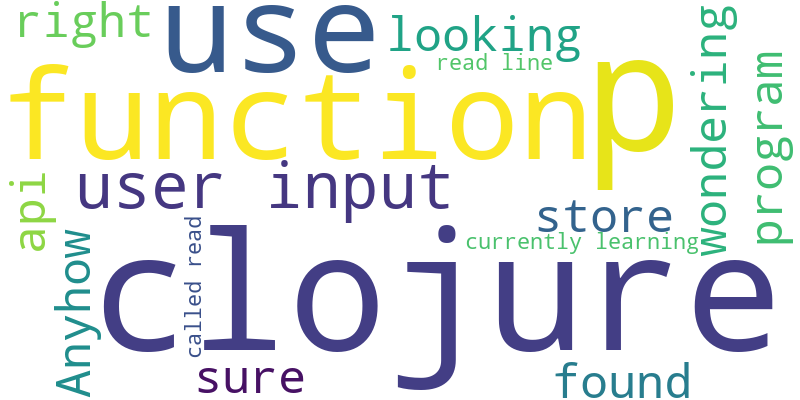 right
use
looking
read line
function
p
wondering
program
user input
api
store
called read
currently learning
Anyhow
clojure
sure
found